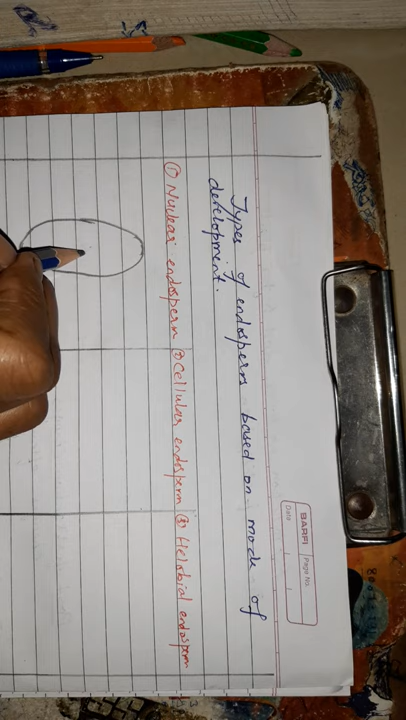 BARFI
Page No.
Date
Types of endosperm based on mode of
development.
① Nuclear endosperm ② Cellular endosperm ③ Helobial endosperm